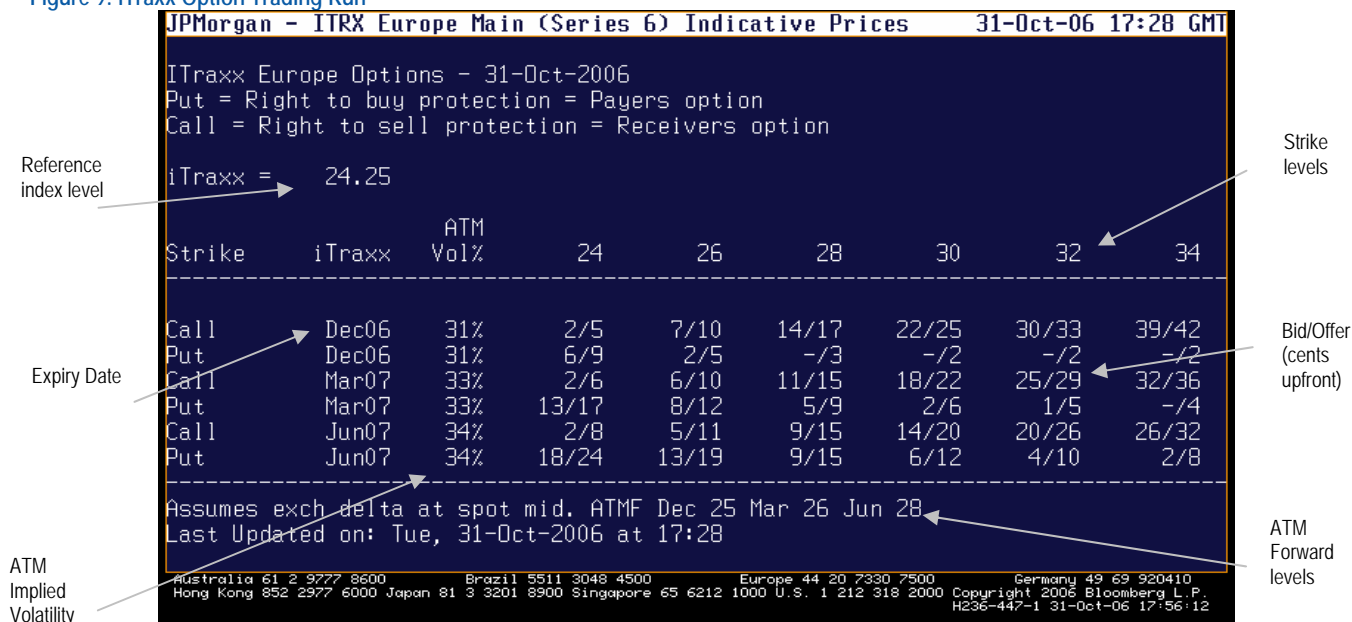 Figure 9: iTraxx Option Trading Run
JPMorgan - ITRX Europe Main (Series 6) Indicative Prices 31-Oct-06 17:28 GMT
ITraxx Europe Options - 31-Oct-2006
Put = Right to buy protection = Payers option
Call = Right to sell protection = Receivers option
Reference
index level
iTraxx = 24.25
Strike
levels
ATM
Strike iTraxx Vol% 24 26 28 30 32 34
Call Dec06 31% 2/5 7/10 14/17 22/25 30/33 39/42
Put Dec06 31% 6/9 2/5 -/3 -/2 -/2 -/2
Call Mar07 33% 2/6 6/10 11/15 18/22 25/29 32/36
Put Mar07 33% 13/17 8/12 5/9 2/6 1/5 -/4
Call Jun07 34% 2/8 5/11 9/15 14/20 20/26 26/32
Put Jun07 34% 18/24 13/19 9/15 6/12 4/10 2/8
Expiry Date
Bid/Offer
(cents
upfront)
Assumes exch delta at spot mid. ATMF Dec 25 Mar 26 Jun 28
Last Updated on: Tue, 31-Oct-2006 at 17:28
ATM
Implied
Volatility
ATM
Forward
levels
Australia 61 2 9777 8600 Brazil 5511 3048 4500 Europe 44 20 7330 7500 Germany 49 69 920410
Hong Kong 852 2977 6000 Japan 81 3 3201 8900 Singapore 65 6212 1000 U.S. 1 212 318 2000 Copyright 2006 Bloomberg L.P.
H236-447-1 31-Oct-06 17:56:12